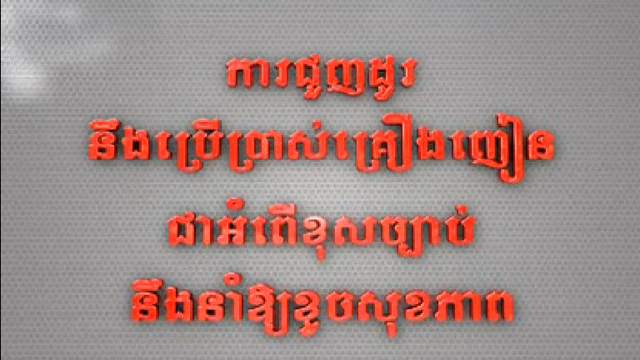 ការជួញដូរ
នឹងប្រើប្រាស់គ្រឿងញៀន
ជាអំពើខុសច្បាប់
នឹងនាំឱ្យខូចសុខភាព